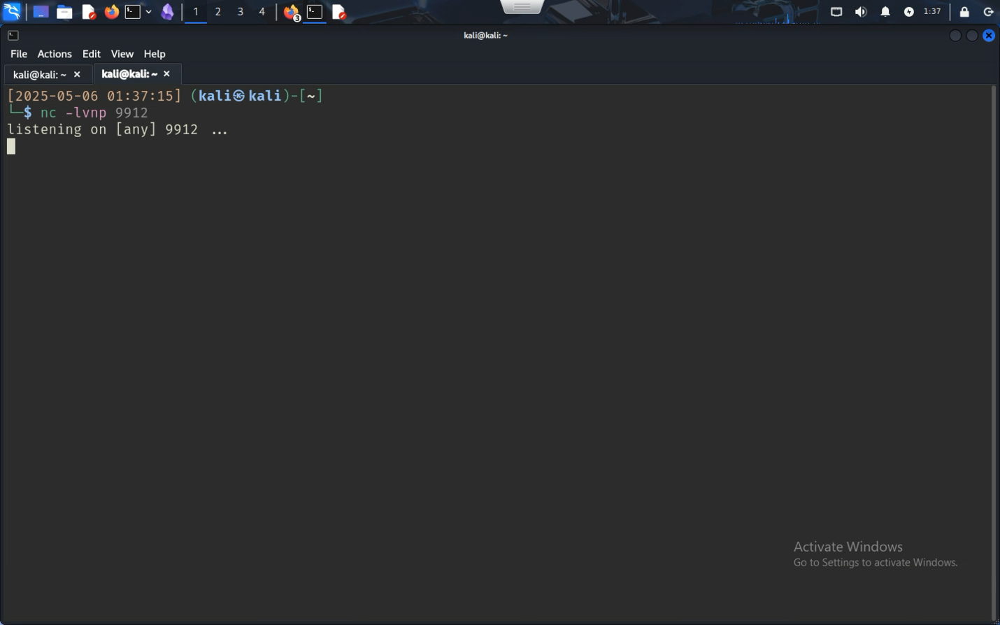 1 2 3 4 3 1:37
kali@kali: ~
File Actions Edit View Help
kali@kali: ~ × kali@kali: ~ ×
[2025-05-06 01:37:15] (kali㉿kali)-[~]
└─$ nc -lvnp 9912
listening on [any] 9912 ...
Activate Windows
Go to Settings to activate Windows.